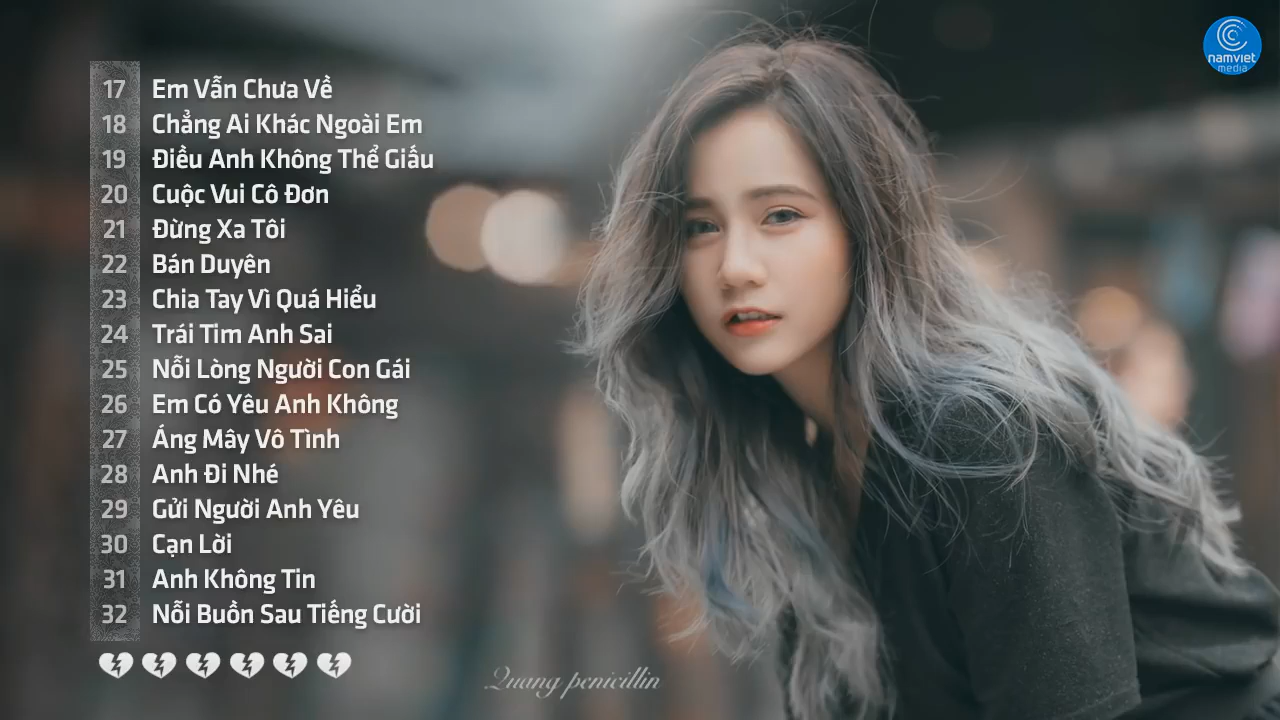 namviet
media
17 Em Vẫn Chưa Về
18 Chẳng Ai Khác Ngoài Em
19 Điều Anh Không Thể Giấu
20 Cuộc Vui Cô Đơn
21 Đừng Xa Tôi
22 Bán Duyên
23 Chia Tay Vì Quá Hiểu
24 Trái Tim Anh Sai
25 Nỗi Lòng Người Con Gái
26 Em Có Yêu Anh Không
27 Áng Mây Vô Tình
28 Anh Đi Nhé
29 Gửi Người Anh Yêu
30 Cạn Lời
31 Anh Không Tin
32 Nỗi Buồn Sau Tiếng Cười
Quang penicillin